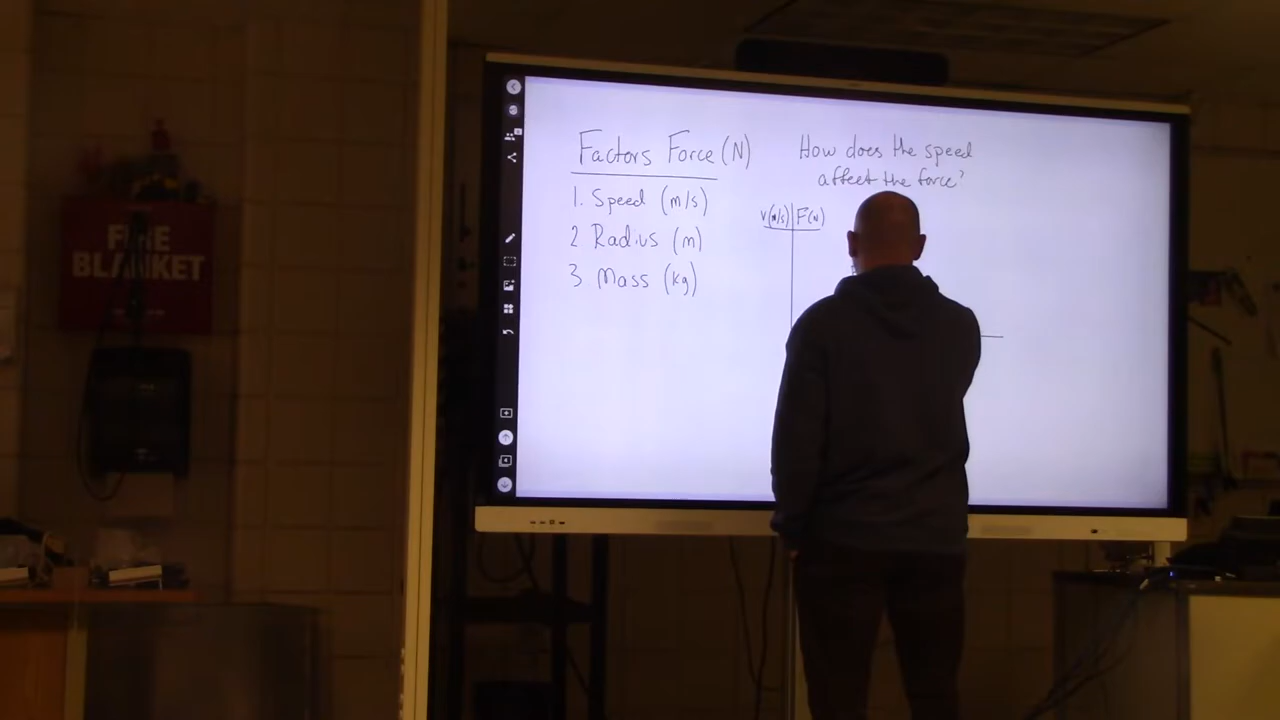 Factors Force (N)
1. Speed (m/s)
2 Radius (m)
3 Mass (kg)
How does the speed
affect the force?
v(m/s) F(N)
FIRE
BLANKET